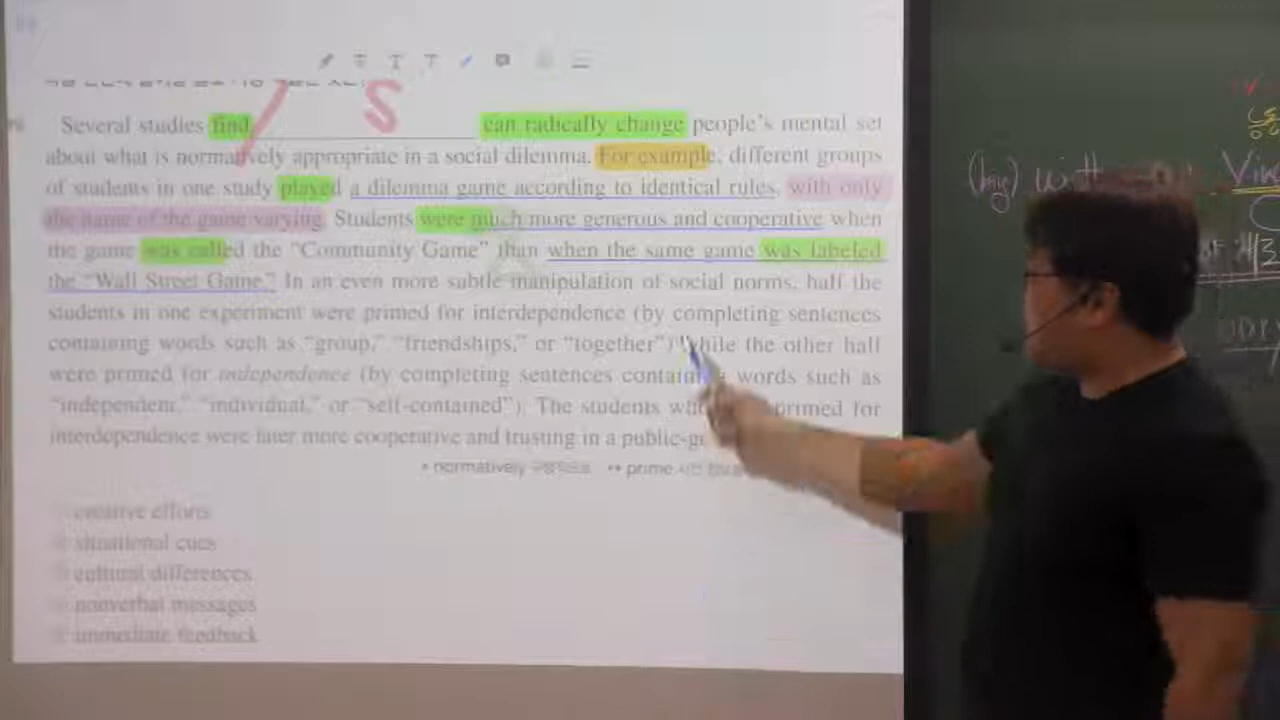 S
Several studies find can radically change people's mental set
about what is normatively appropriate in a social dilemma. For example, different groups
of students in one study played a dilemma game according to identical rules, with only
the name of the game varying. Students were much more generous and cooperative when
the game was called the "Community Game" than when the same game was labeled
the "Wall Street Game." In an even more subtle manipulation of social norms, half the
students in one experiment were primed for interdependence (by completing sentences
containing words such as "group," "friendships," or "together") while the other half
were primed for independence (by completing sentences containing words such as
"independent," "individual," or "self-contained"). The students who primed for
interdependence were later more cooperative and trusting in a
* normatively ** prime
creative efforts
situational cues
cultural differences
nonverbal messages
immediate feedback